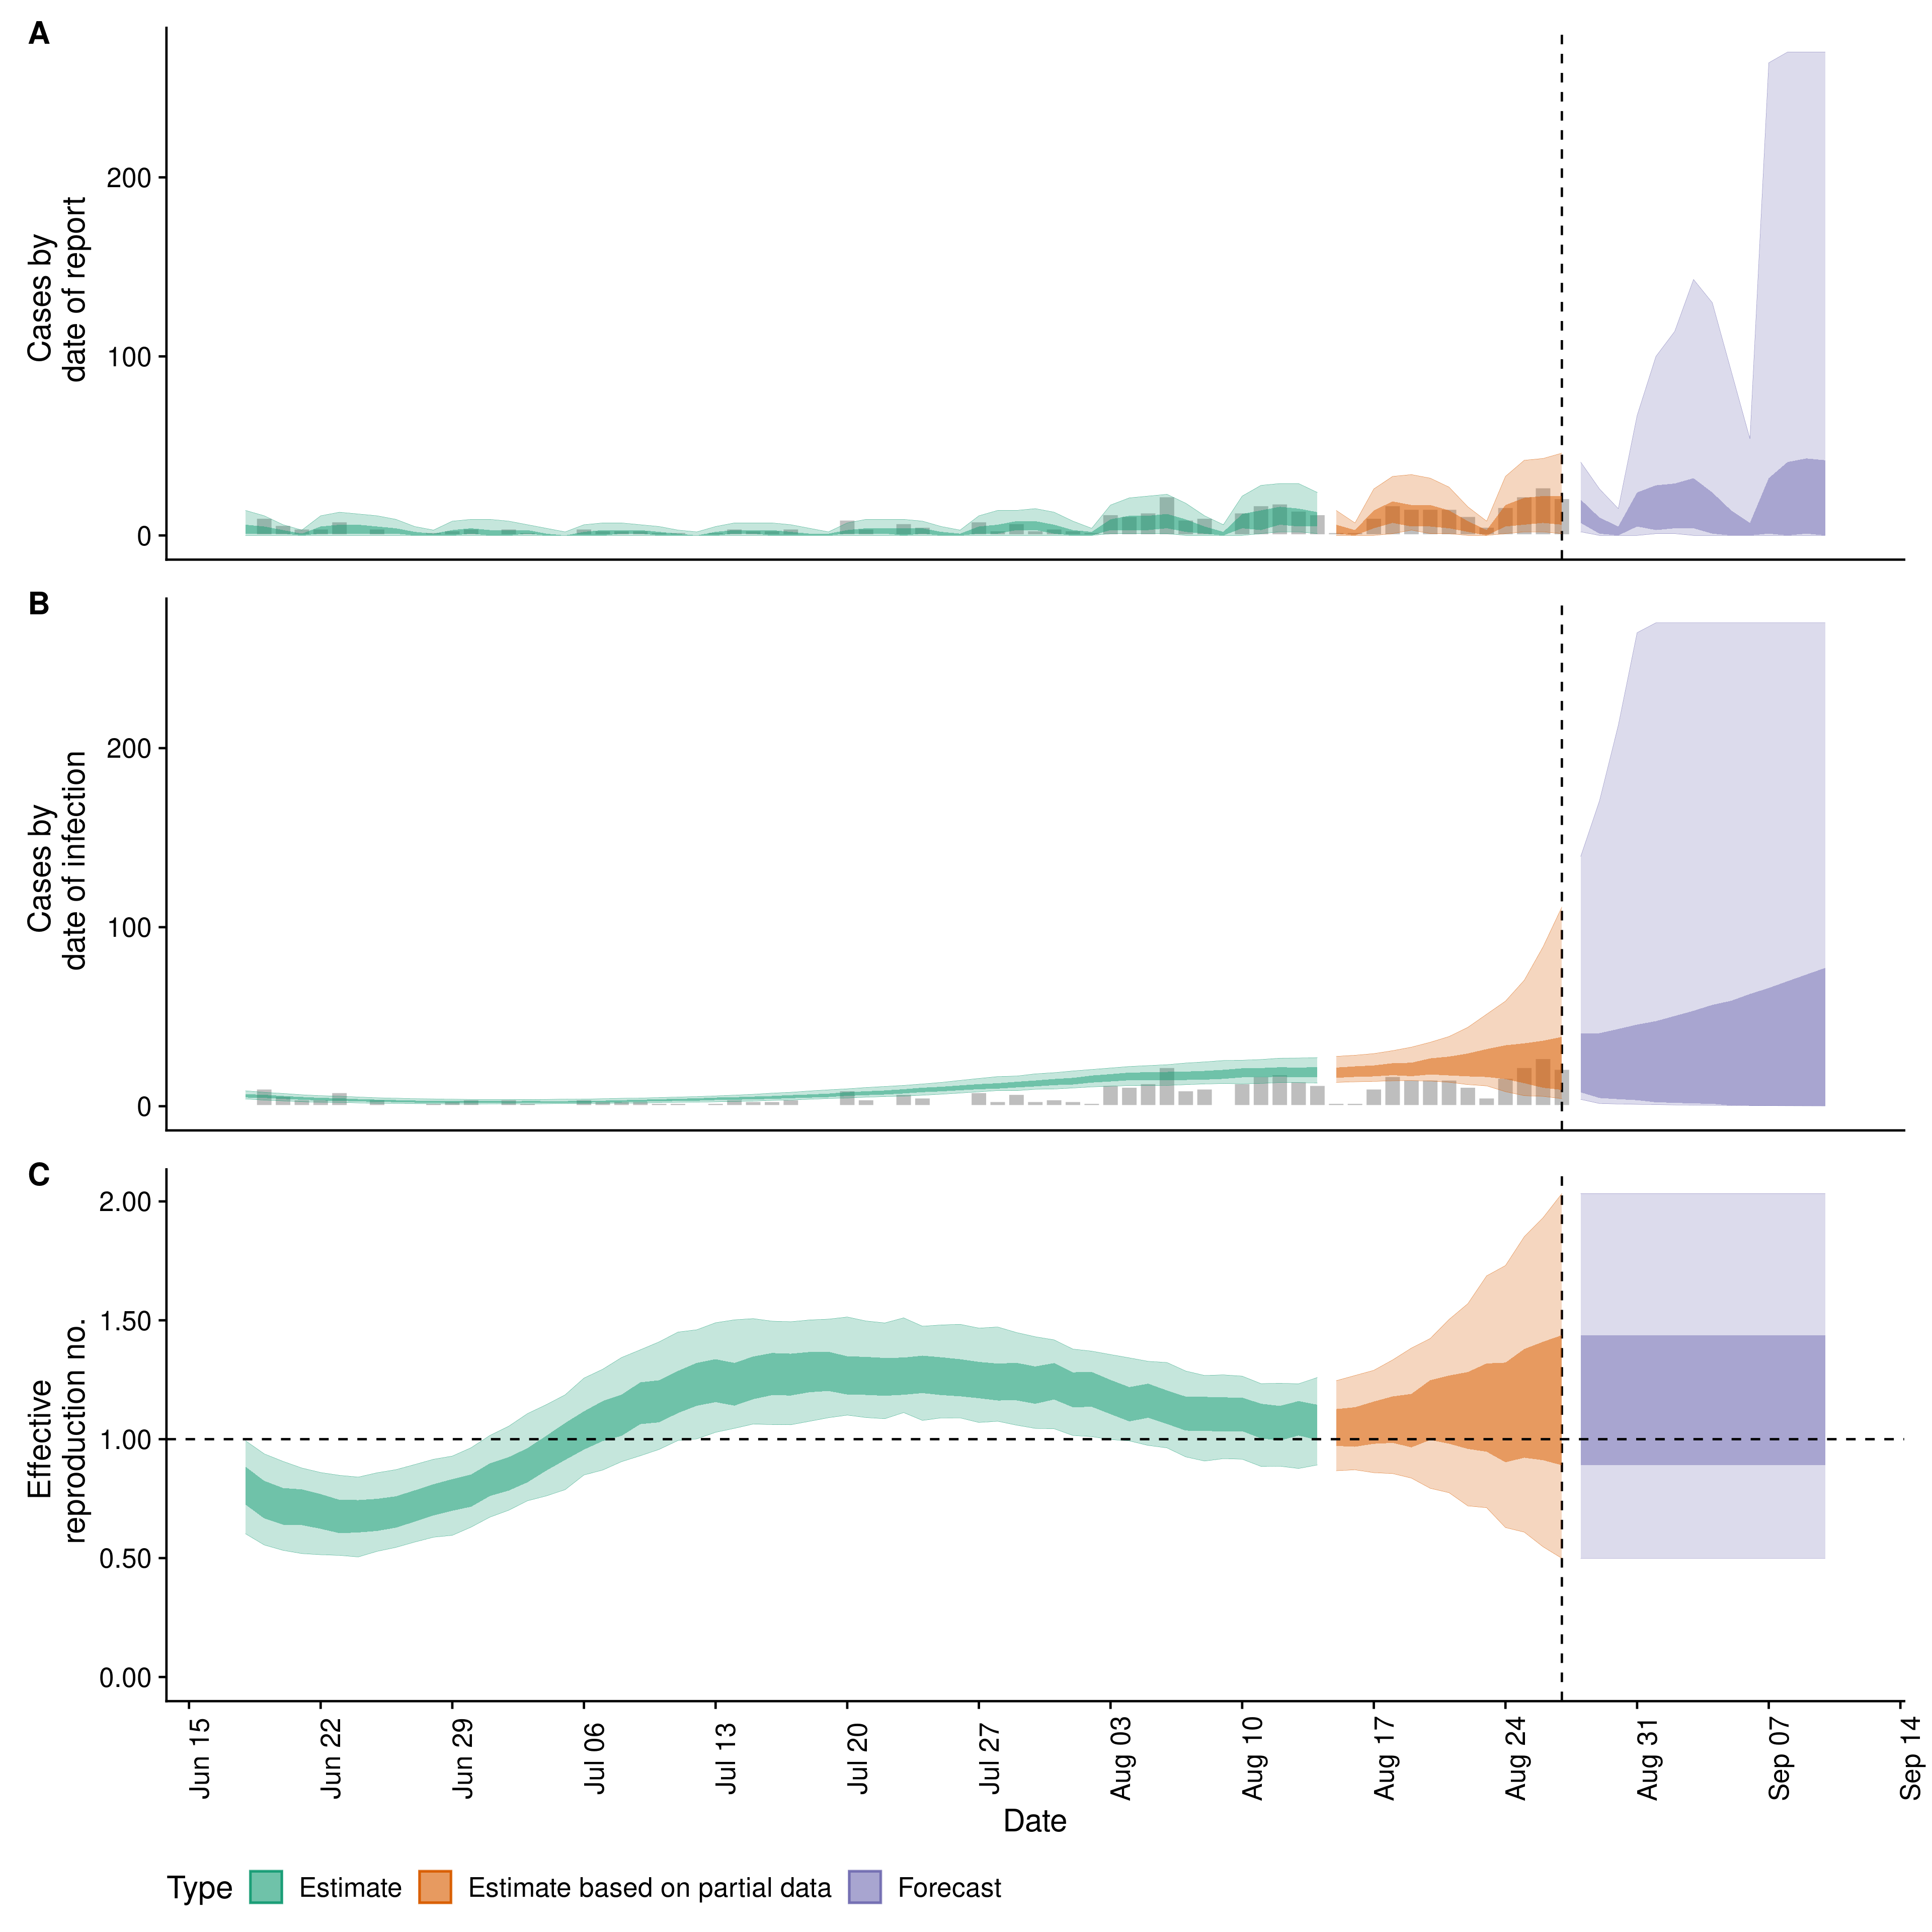 A
Cases by
date of report
200
100
0
B
Cases by
date of infection
200
100
0
C
Effective
reproduction no.
2.00
1.50
1.00
0.50
0.00
Jun 15
Jun 22
Jun 29
Jul 06
Jul 13
Jul 20
Jul 27
Aug 03
Aug 10
Aug 17
Aug 24
Aug 31
Sep 07
Sep 14
Date
Type Estimate Estimate based on partial data Forecast